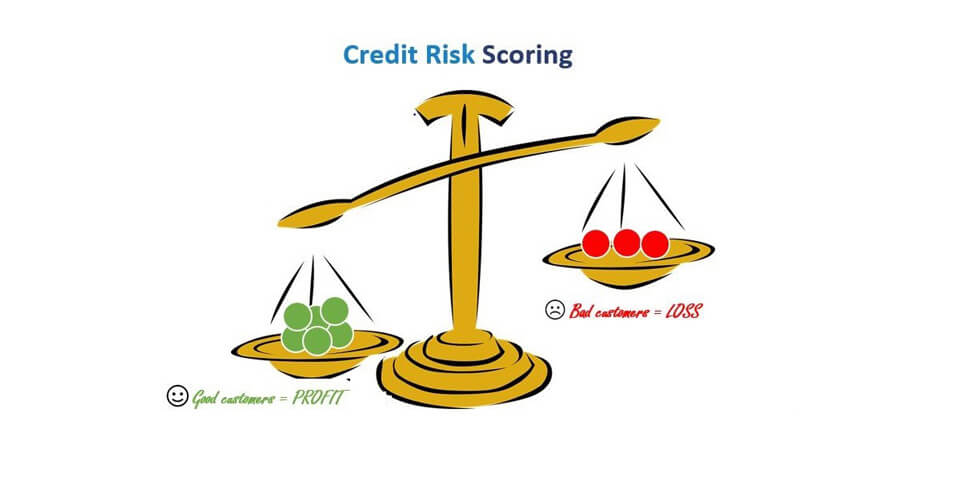 Credit Risk Scoring
Bad customers = LOSS
Good customers = PROFIT